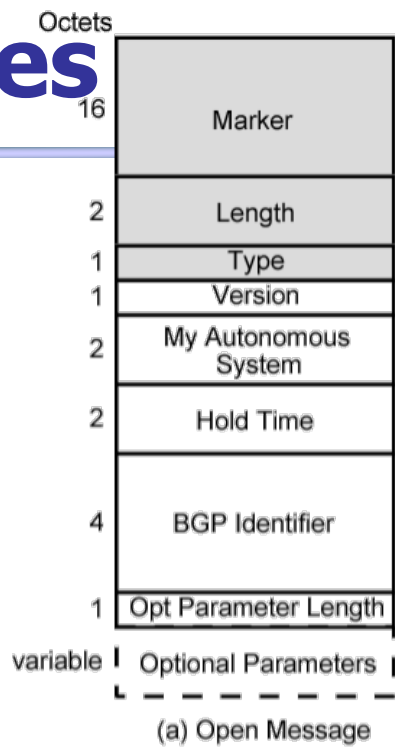 Octets
es
16 Marker
2 Length
1 Type
1 Version
2 My Autonomous
System
2 Hold Time
4 BGP Identifier
1 Opt Parameter Length
variable Optional Parameters
(a) Open Message